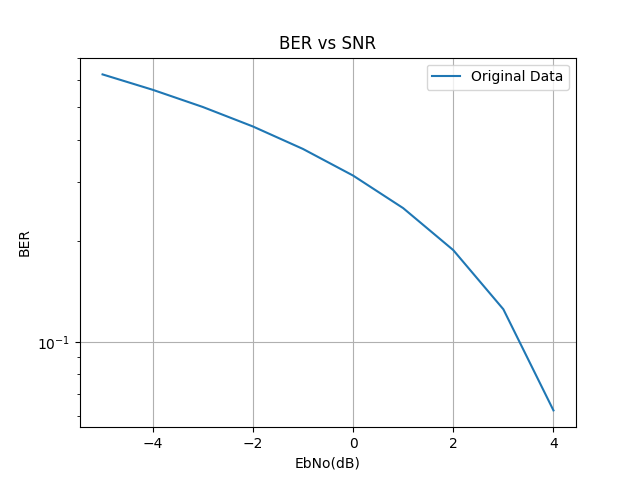 BER vs SNR
Original Data
BER
10⁻¹
−4
−2
0
2
4
EbNo(dB)